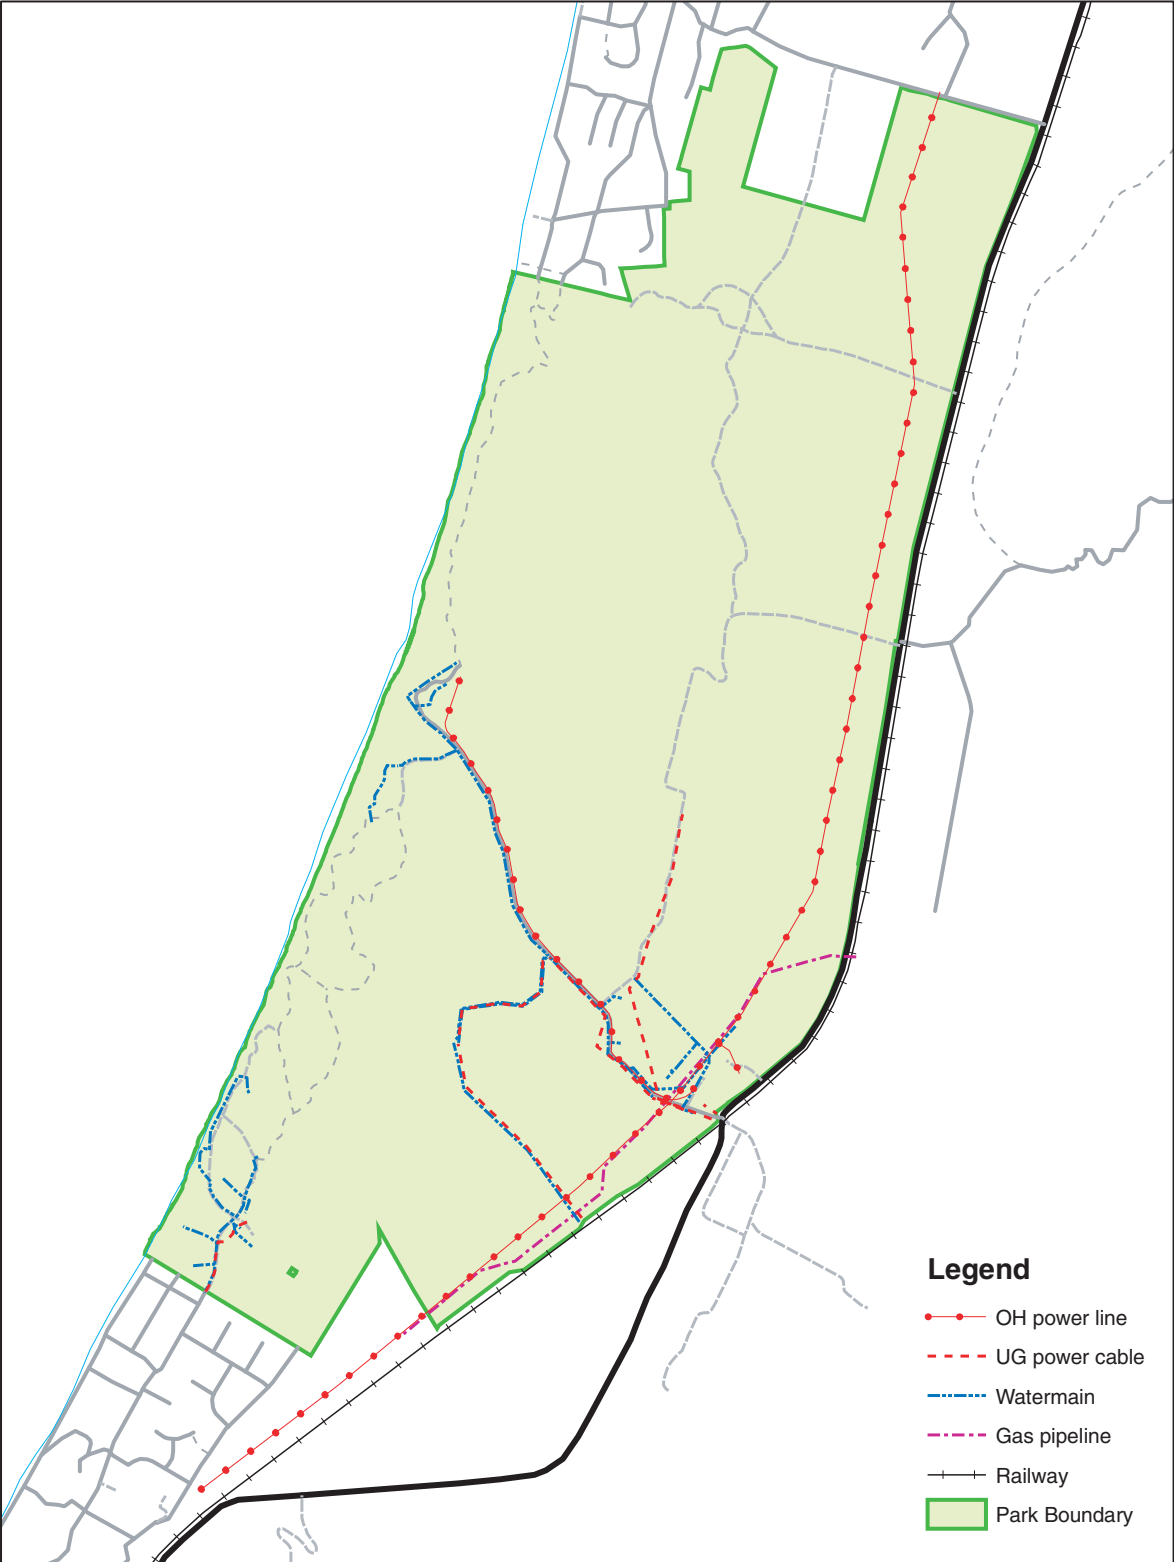 Legend
OH power line
UG power cable
Watermain
Gas pipeline
Railway
Park Boundary